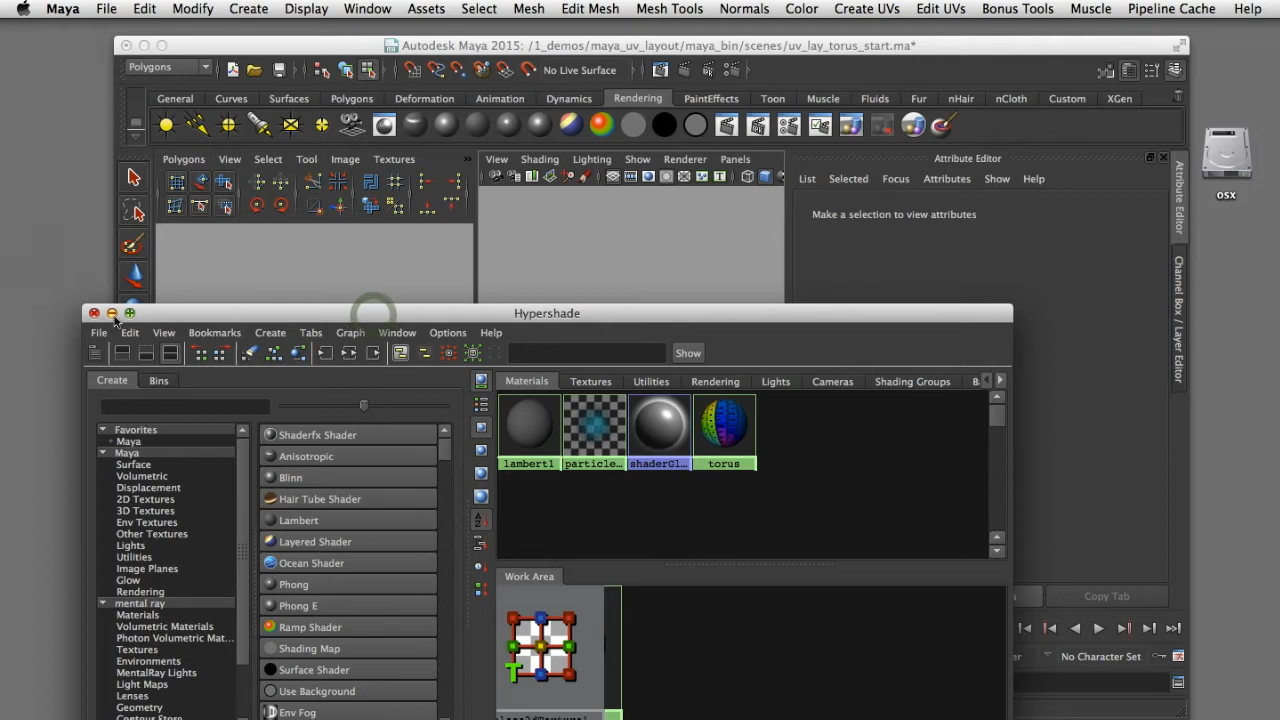 Maya File Edit Modify Create Display Window Assets Select Mesh Edit Mesh Mesh Tools Normals Color Create UVs Edit UVs Bonus Tools Muscle Pipeline Cache Help
Autodesk Maya 2015: /1_demos/maya_uv_layout/maya_bin/scenes/uv_lay_torus_start.ma*
Polygons No Live Surface
General Curves Surfaces Polygons Deformation Animation Dynamics Rendering PaintEffects Toon Muscle Fluids Fur nHair nCloth Custom XGen
Polygons View Select Tool Image Textures »
View Shading Lighting Show Renderer Panels
Attribute Editor
List Selected Focus Attributes Show Help
Make a selection to view attributes
Attribute Editor
Channel Box / Layer Editor
osx
Hypershade
File Edit View Bookmarks Create Tabs Graph Window Options Help
Show
Create Bins
Materials Textures Utilities Rendering Lights Cameras Shading Groups B
Favorites
+ Maya
Maya
Surface
Volumetric
Displacement
2D Textures
3D Textures
Env Textures
Other Textures
Lights
Utilities
Image Planes
Glow
Rendering
mental ray
Materials
Volumetric Materials
Photon Volumetric Mat...
Textures
Environments
MentalRay Lights
Light Maps
Lenses
Geometry
Contour Store
Shaderfx Shader
Anisotropic
Blinn
Hair Tube Shader
Lambert
Layered Shader
Ocean Shader
Phong
Phong E
Ramp Shader
Shading Map
Surface Shader
Use Background
Env Fog
lambert1 particle... shaderGl... torus
Work Area
T
Copy Tab
No Character Set